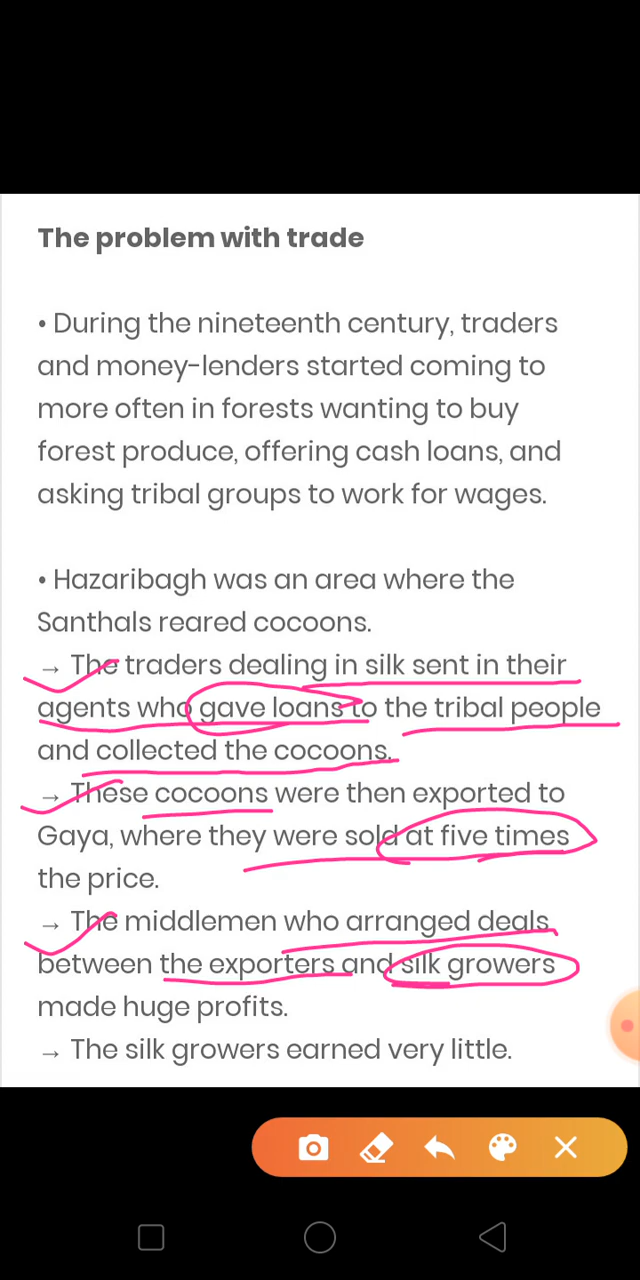 The problem with trade
• During the nineteenth century, traders
and money-lenders started coming to
more often in forests wanting to buy
forest produce, offering cash loans, and
asking tribal groups to work for wages.
• Hazaribagh was an area where the
Santhals reared cocoons.
→ The traders dealing in silk sent in their
agents who gave loans to the tribal people
and collected the cocoons.
→ These cocoons were then exported to
Gaya, where they were sold at five times
the price.
→ The middlemen who arranged deals
between the exporters and silk growers
made huge profits.
→ The silk growers earned very little.